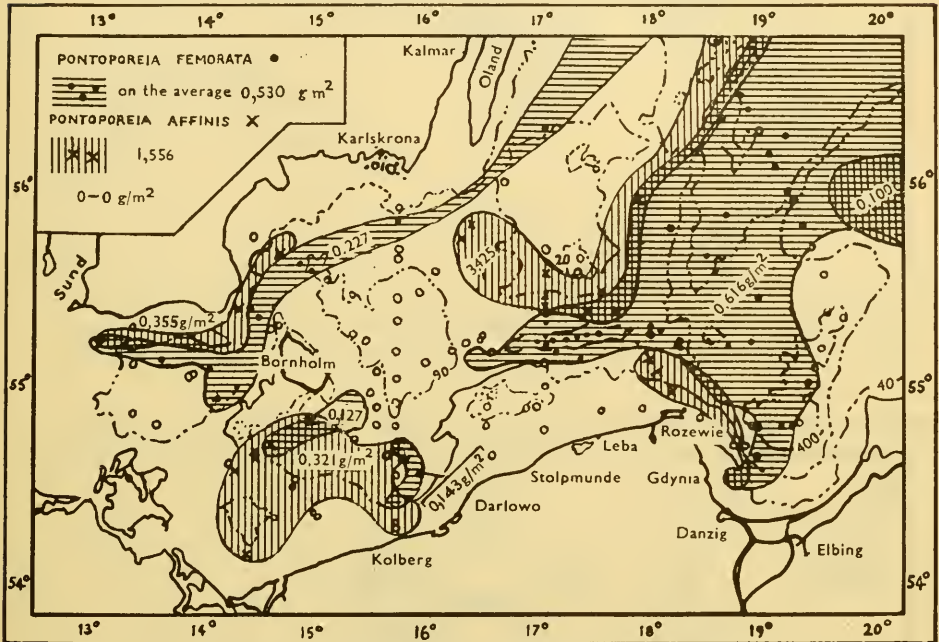 13° 14° 15° 16° 17° 18° 19° 20°
PONTOPOREIA FEMORATA
on the average 0,530 g m²
PONTOPOREIA AFFINIS X
1,556
0–0 g/m²
Kalmar
Oland
Karlskrona
56° 56°
0.100
0.227
3425
20
0.616g/m²
Sund
0,355g/m²
Bornholm
90
55° 55°
40
0,127
0,321g/m²
Rozewie
400
Leba
0,143g/m²
Stolpmunde
Gdynia
Darlowo
Danzig
Elbing
Kolberg
54° 54°
13° 14° 15° 16° 17° 18° 19° 20°